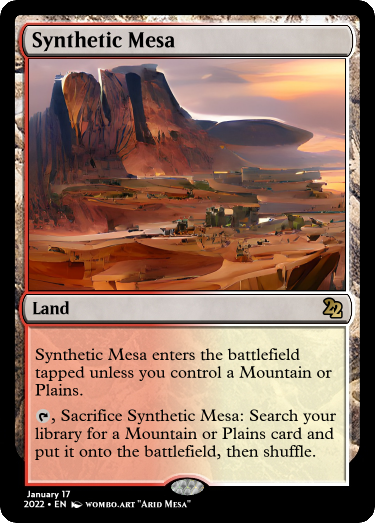 Synthetic Mesa
Land
22
Synthetic Mesa enters the battlefield
tapped unless you control a Mountain or
Plains.
, Sacrifice Synthetic Mesa: Search your
library for a Mountain or Plains card and
put it onto the battlefield, then shuffle.
January 17
2022 • EN wombo.art "Arid Mesa"